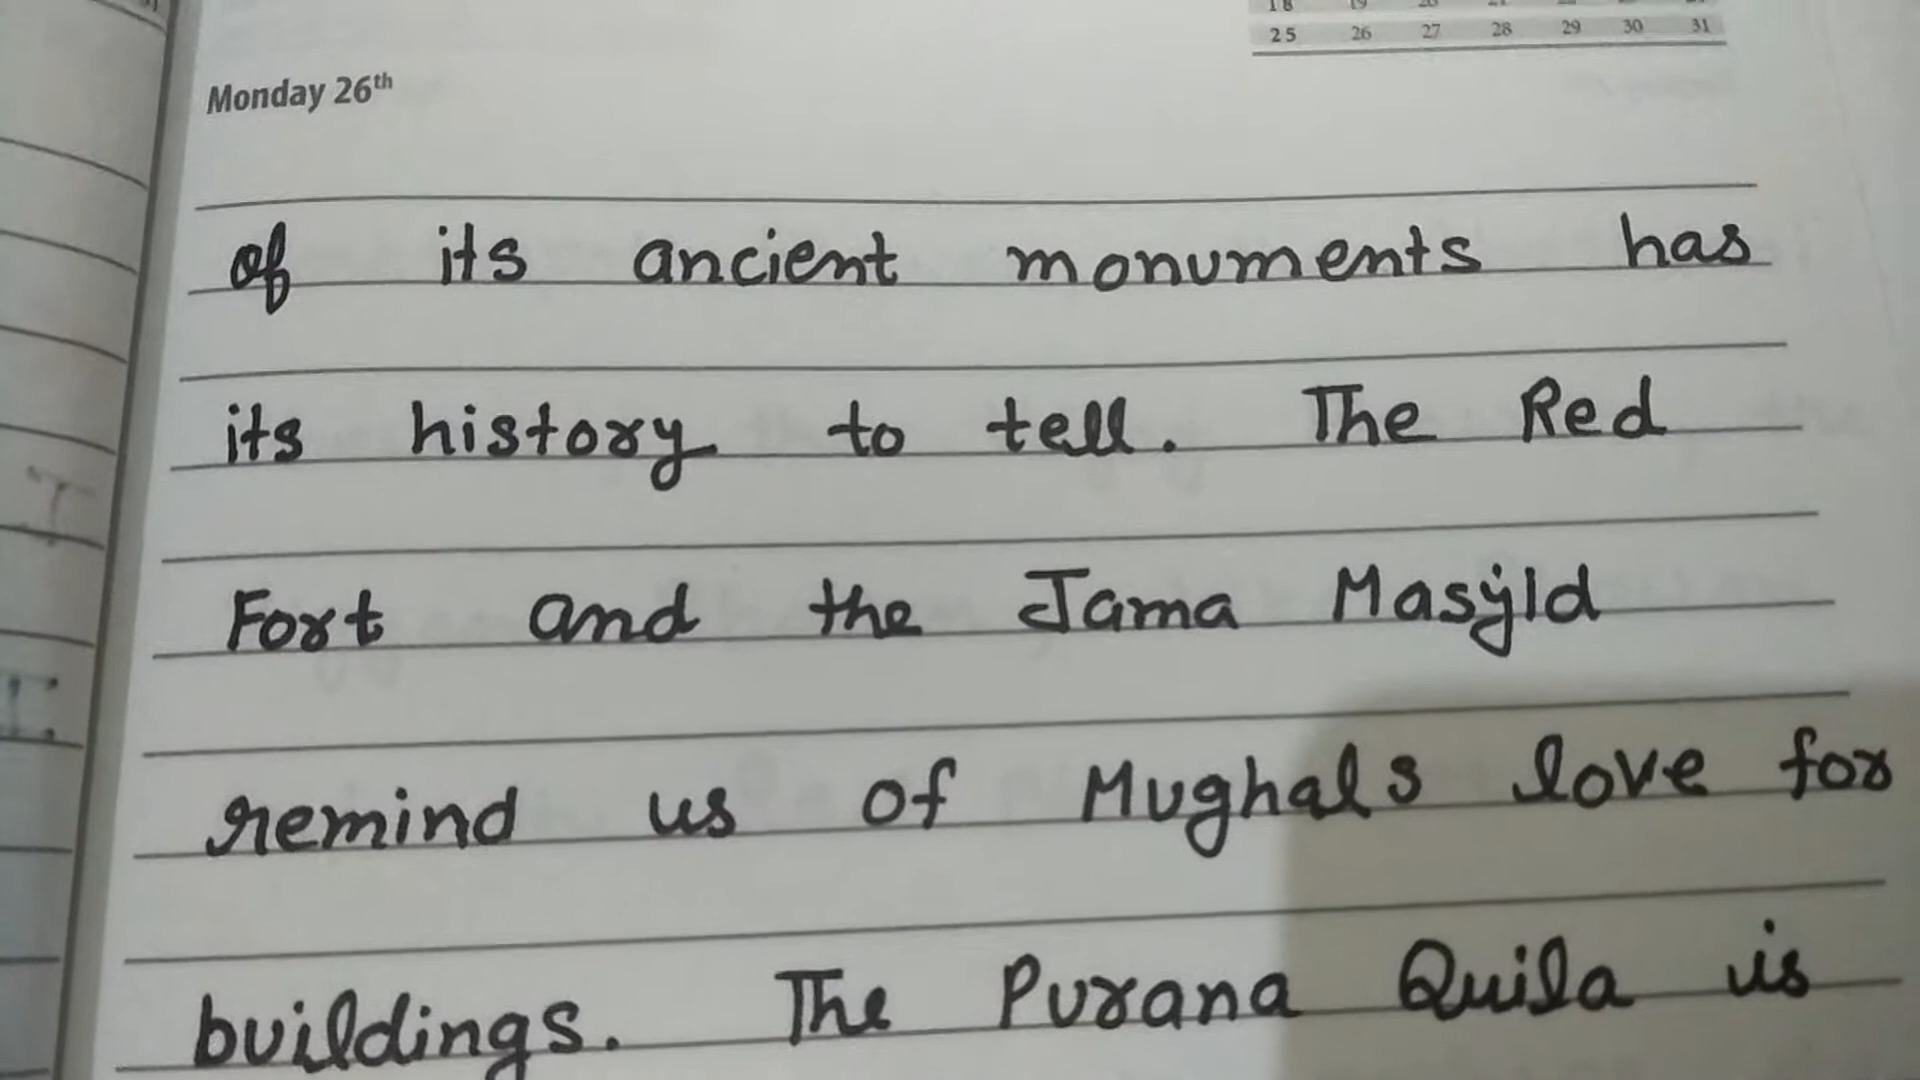 25 26 27 28 29 30 31
Monday 26th
of its ancient monuments has
its history to tell. The Red
Fort and the Jama Masjid
remind us of Mughals love for
buildings. The Purana Quila is